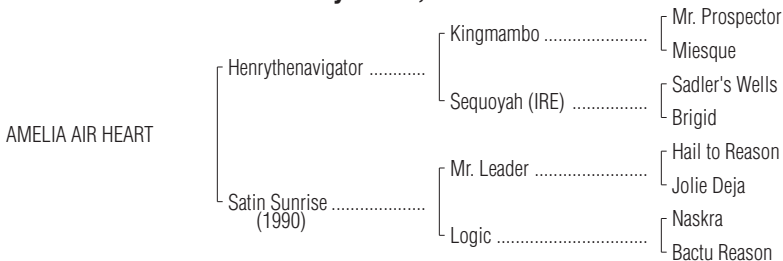 Mr. Prospector
Kingmambo ........................
Miesque
Henrythenavigator ............
Sadler's Wells
Sequoyah (IRE) .................
Brigid
AMELIA AIR HEART
Hail to Reason
Mr. Leader ..........................
Jolie Deja
Satin Sunrise .....................
(1990)
Naskra
Logic ..................................
Bactu Reason